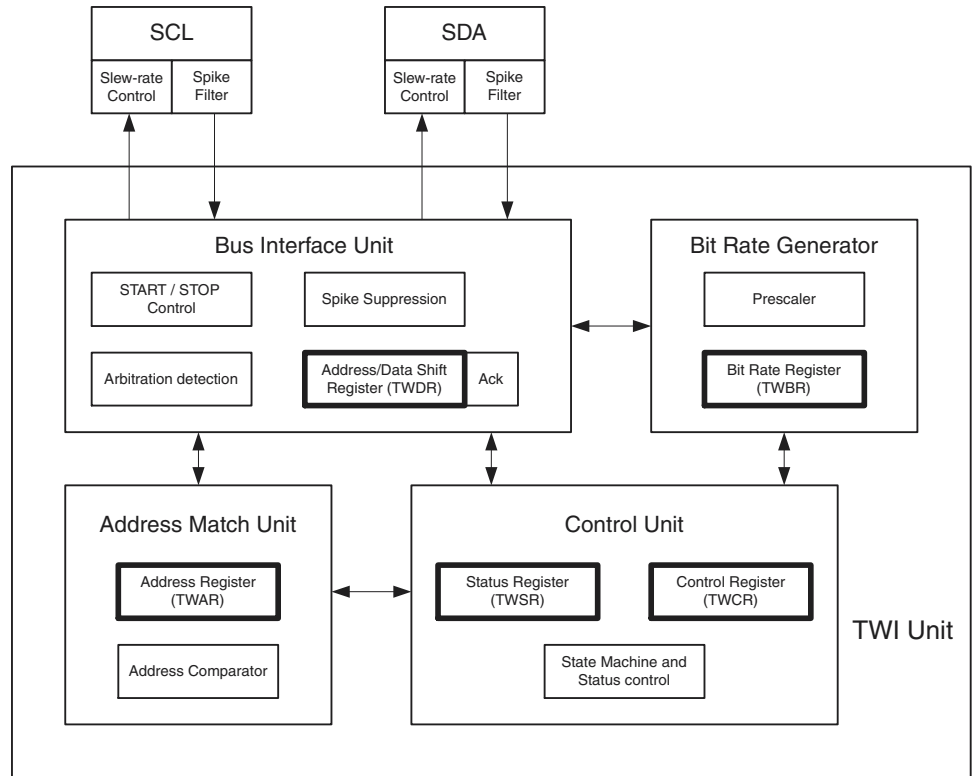 SCL
Slew-rate
Control
Spike
Filter
SDA
Slew-rate
Control
Spike
Filter
Bus Interface Unit
START / STOP
Control
Spike Suppression
Arbitration detection
Address/Data Shift
Register (TWDR)
Ack
Bit Rate Generator
Prescaler
Bit Rate Register
(TWBR)
Address Match Unit
Address Register
(TWAR)
Address Comparator
Control Unit
Status Register
(TWSR)
Control Register
(TWCR)
State Machine and
Status control
TWI Unit